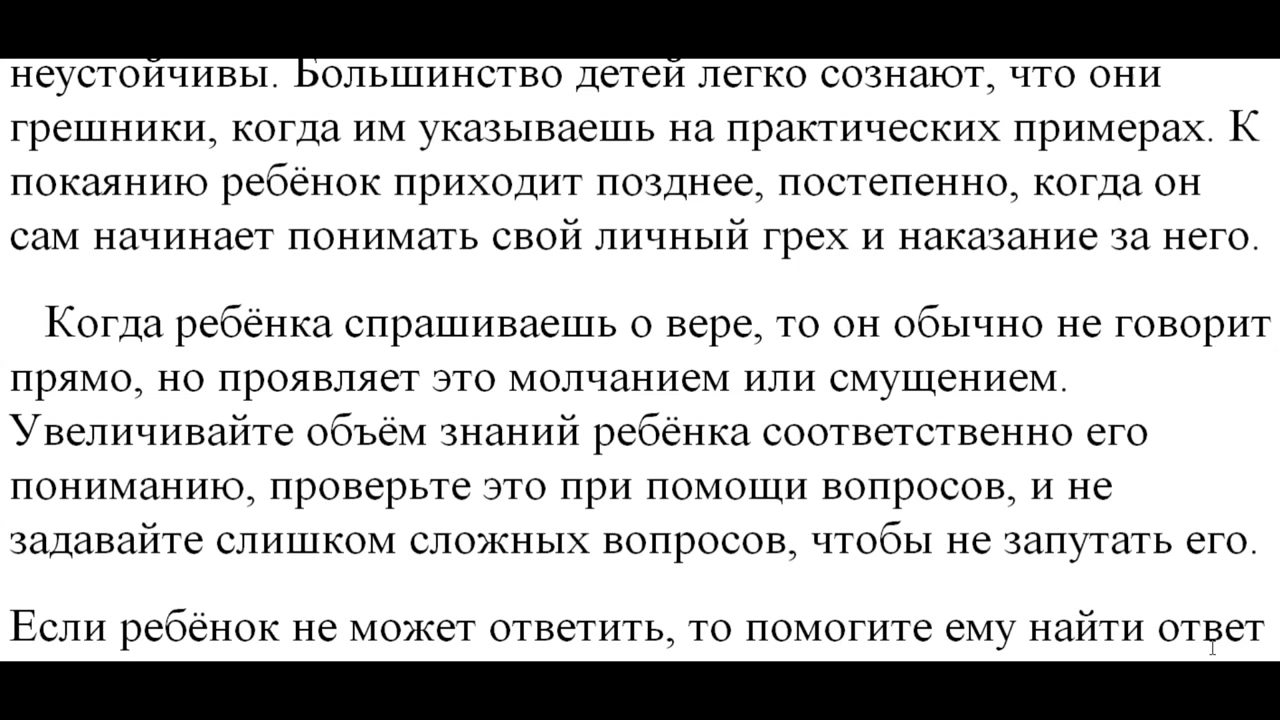 неустойчивы. Большинство детей легко сознают, что они
грешники, когда им указываешь на практических примерах. К
покаянию ребёнок приходит позднее, постепенно, когда он
сам начинает понимать свой личный грех и наказание за него.
Когда ребёнка спрашиваешь о вере, то он обычно не говорит
прямо, но проявляет это молчанием или смущением.
Увеличивайте объём знаний ребёнка соответственно его
пониманию, проверьте это при помощи вопросов, и не
задавайте слишком сложных вопросов, чтобы не запутать его.
Если ребёнок не может ответить, то помогите ему найти ответ